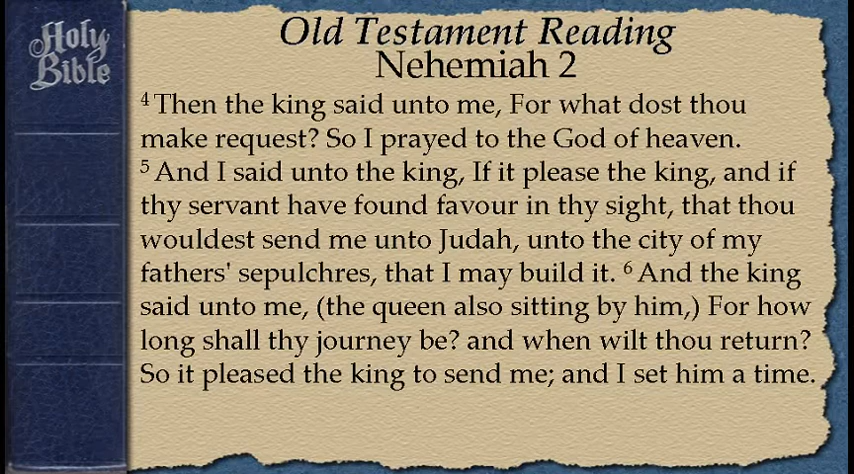 Holy
Bible
Old Testament Reading
Nehemiah 2
4 Then the king said unto me, For what dost thou
make request? So I prayed to the God of heaven.
5 And I said unto the king, If it please the king, and if
thy servant have found favour in thy sight, that thou
wouldest send me unto Judah, unto the city of my
fathers' sepulchres, that I may build it. 6 And the king
said unto me, (the queen also sitting by him,) For how
long shall thy journey be? and when wilt thou return?
So it pleased the king to send me; and I set him a time.